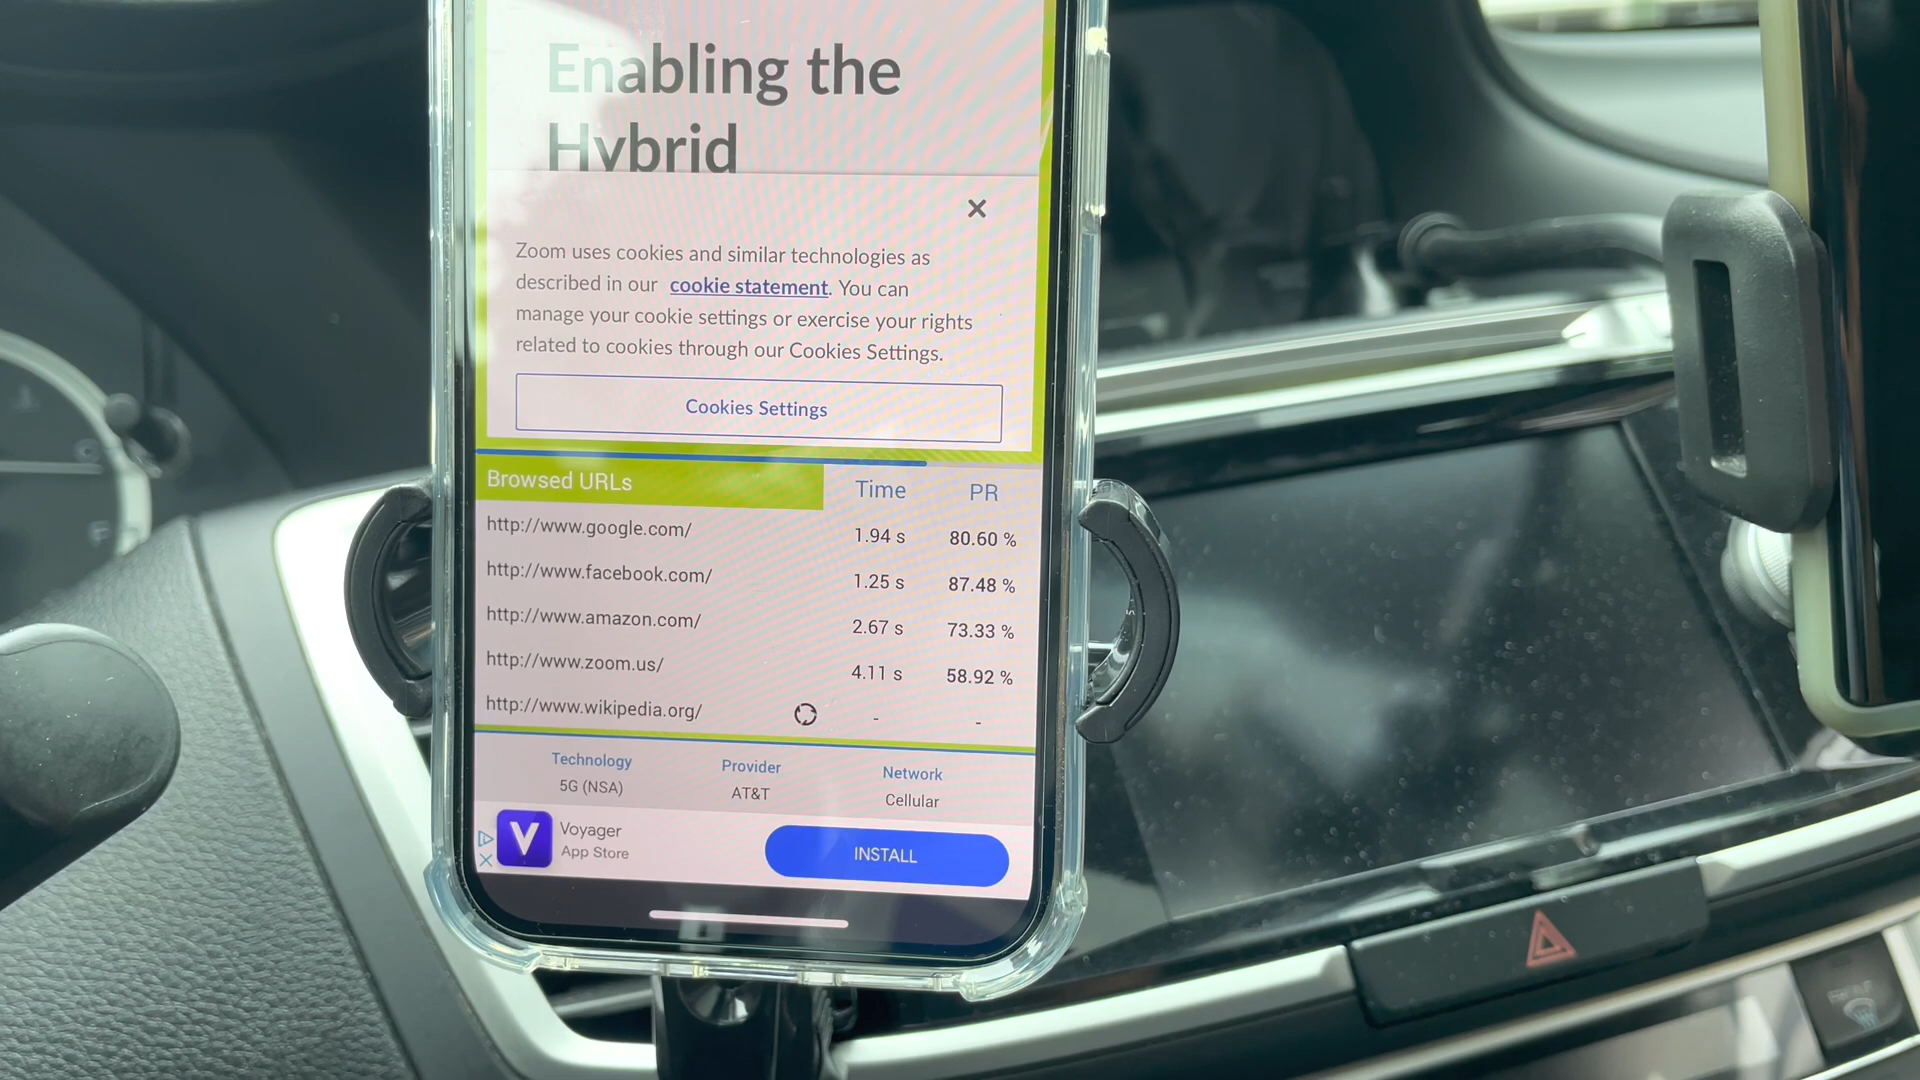 Enabling the
Hybrid
Zoom uses cookies and similar technologies as
described in our cookie statement. You can
manage your cookie settings or exercise your rights
related to cookies through our Cookies Settings.
Cookies Settings
Browsed URLs Time PR
http://www.google.com/ 1.94 s 80.60 %
http://www.facebook.com/ 1.25 s 87.48 %
http://www.amazon.com/ 2.67 s 73.33 %
http://www.zoom.us/ 4.11 s 58.92 %
http://www.wikipedia.org/ - -
Technology Provider Network
5G (NSA) AT&T Cellular
V
Voyager
App Store
INSTALL